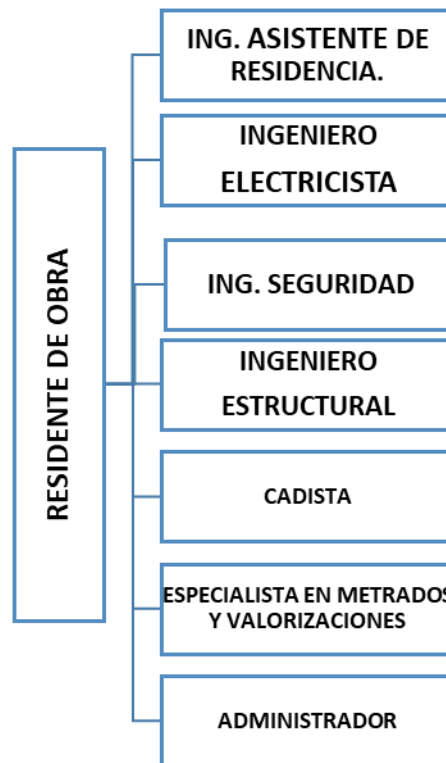 ING. ASISTENTE DE
RESIDENCIA.
INGENIERO
ELECTRICISTA
RESIDENTE DE OBRA
ING. SEGURIDAD
INGENIERO
ESTRUCTURAL
CADISTA
ESPECIALISTA EN METRADOS
Y VALORIZACIONES
ADMINISTRADOR